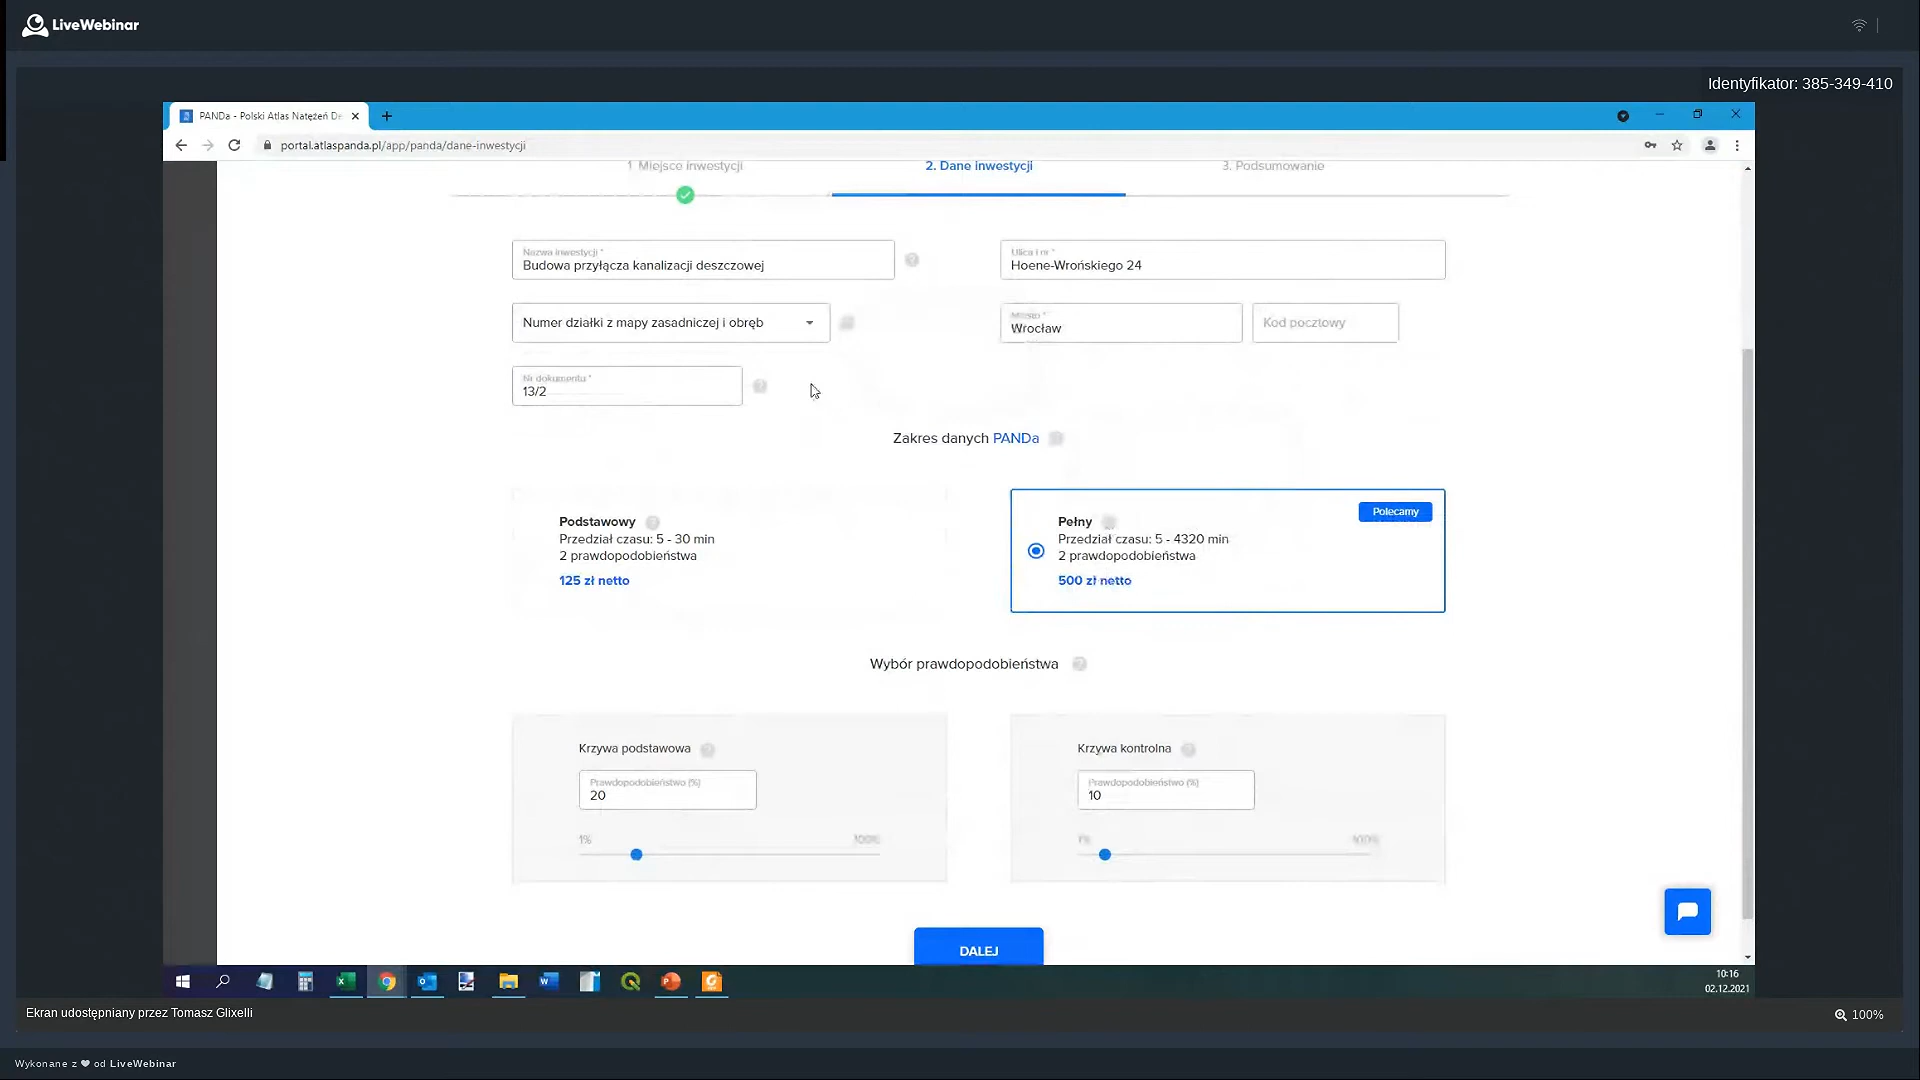 LiveWebinar
Identyfikator: 385-349-410
PANDa - Polski Atlas Natężeń De
portal.atlaspanda.pl/app/panda/dane-inwestycji
1. Miejsce inwestycji
2. Dane inwestycji
3. Podsumowanie
Nazwa inwestycji *
Budowa przyłącza kanalizacji deszczowej
Ulica i nr *
Hoene-Wrońskiego 24
Numer działki z mapy zasadniczej i obręb
Miasto *
Wrocław
Kod pocztowy
Nr dokumentu *
13/2
Zakres danych PANDa
Podstawowy
Przedział czasu: 5 - 30 min
2 prawdopodobieństwa
125 zł netto
Polecamy
Pełny
Przedział czasu: 5 - 4320 min
2 prawdopodobieństwa
500 zł netto
Wybór prawdopodobieństwa
Krzywa podstawowa
Prawdopodobieństwo (%)
20
1%
100%
Krzywa kontrolna
Prawdopodobieństwo (%)
10
1%
100%
DALEJ
10:16
02.12.2021
Ekran udostępniany przez Tomasz Glixelli
100%
Wykonane z ❤ od LiveWebinar